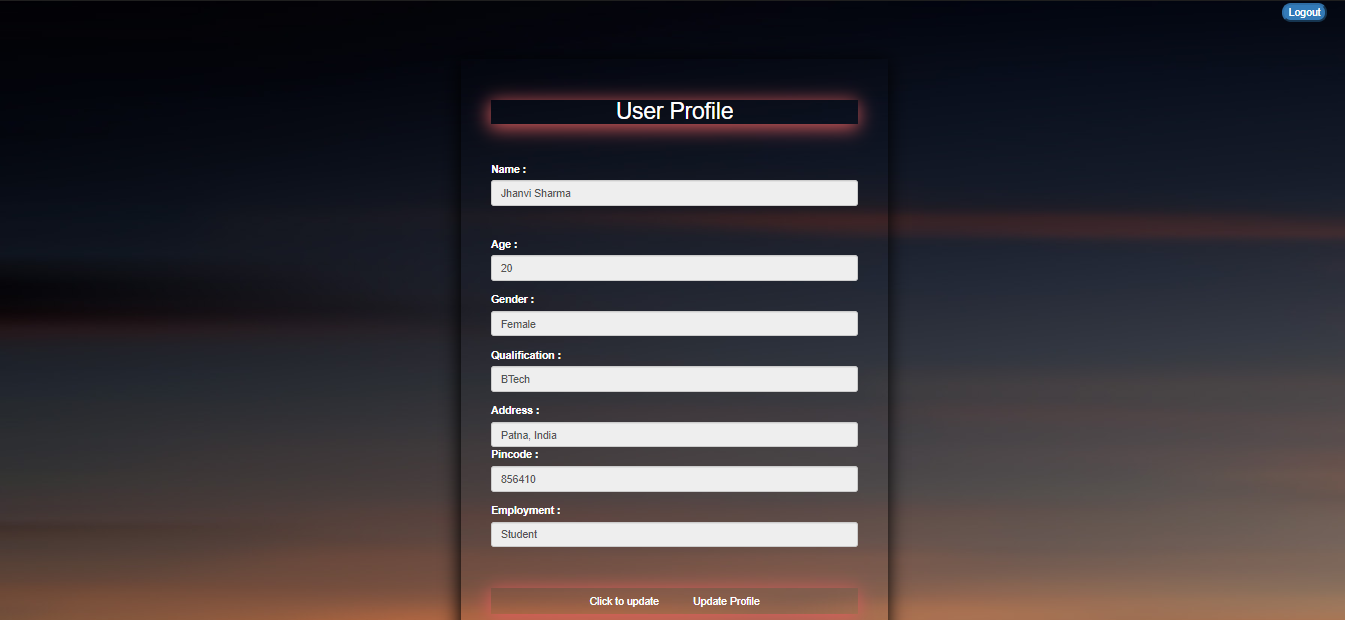 Logout
User Profile
Name :
Jhanvi Sharma
Age :
20
Gender :
Female
Qualification :
BTech
Address :
Patna, India
Pincode :
856410
Employment :
Student
Click to update Update Profile